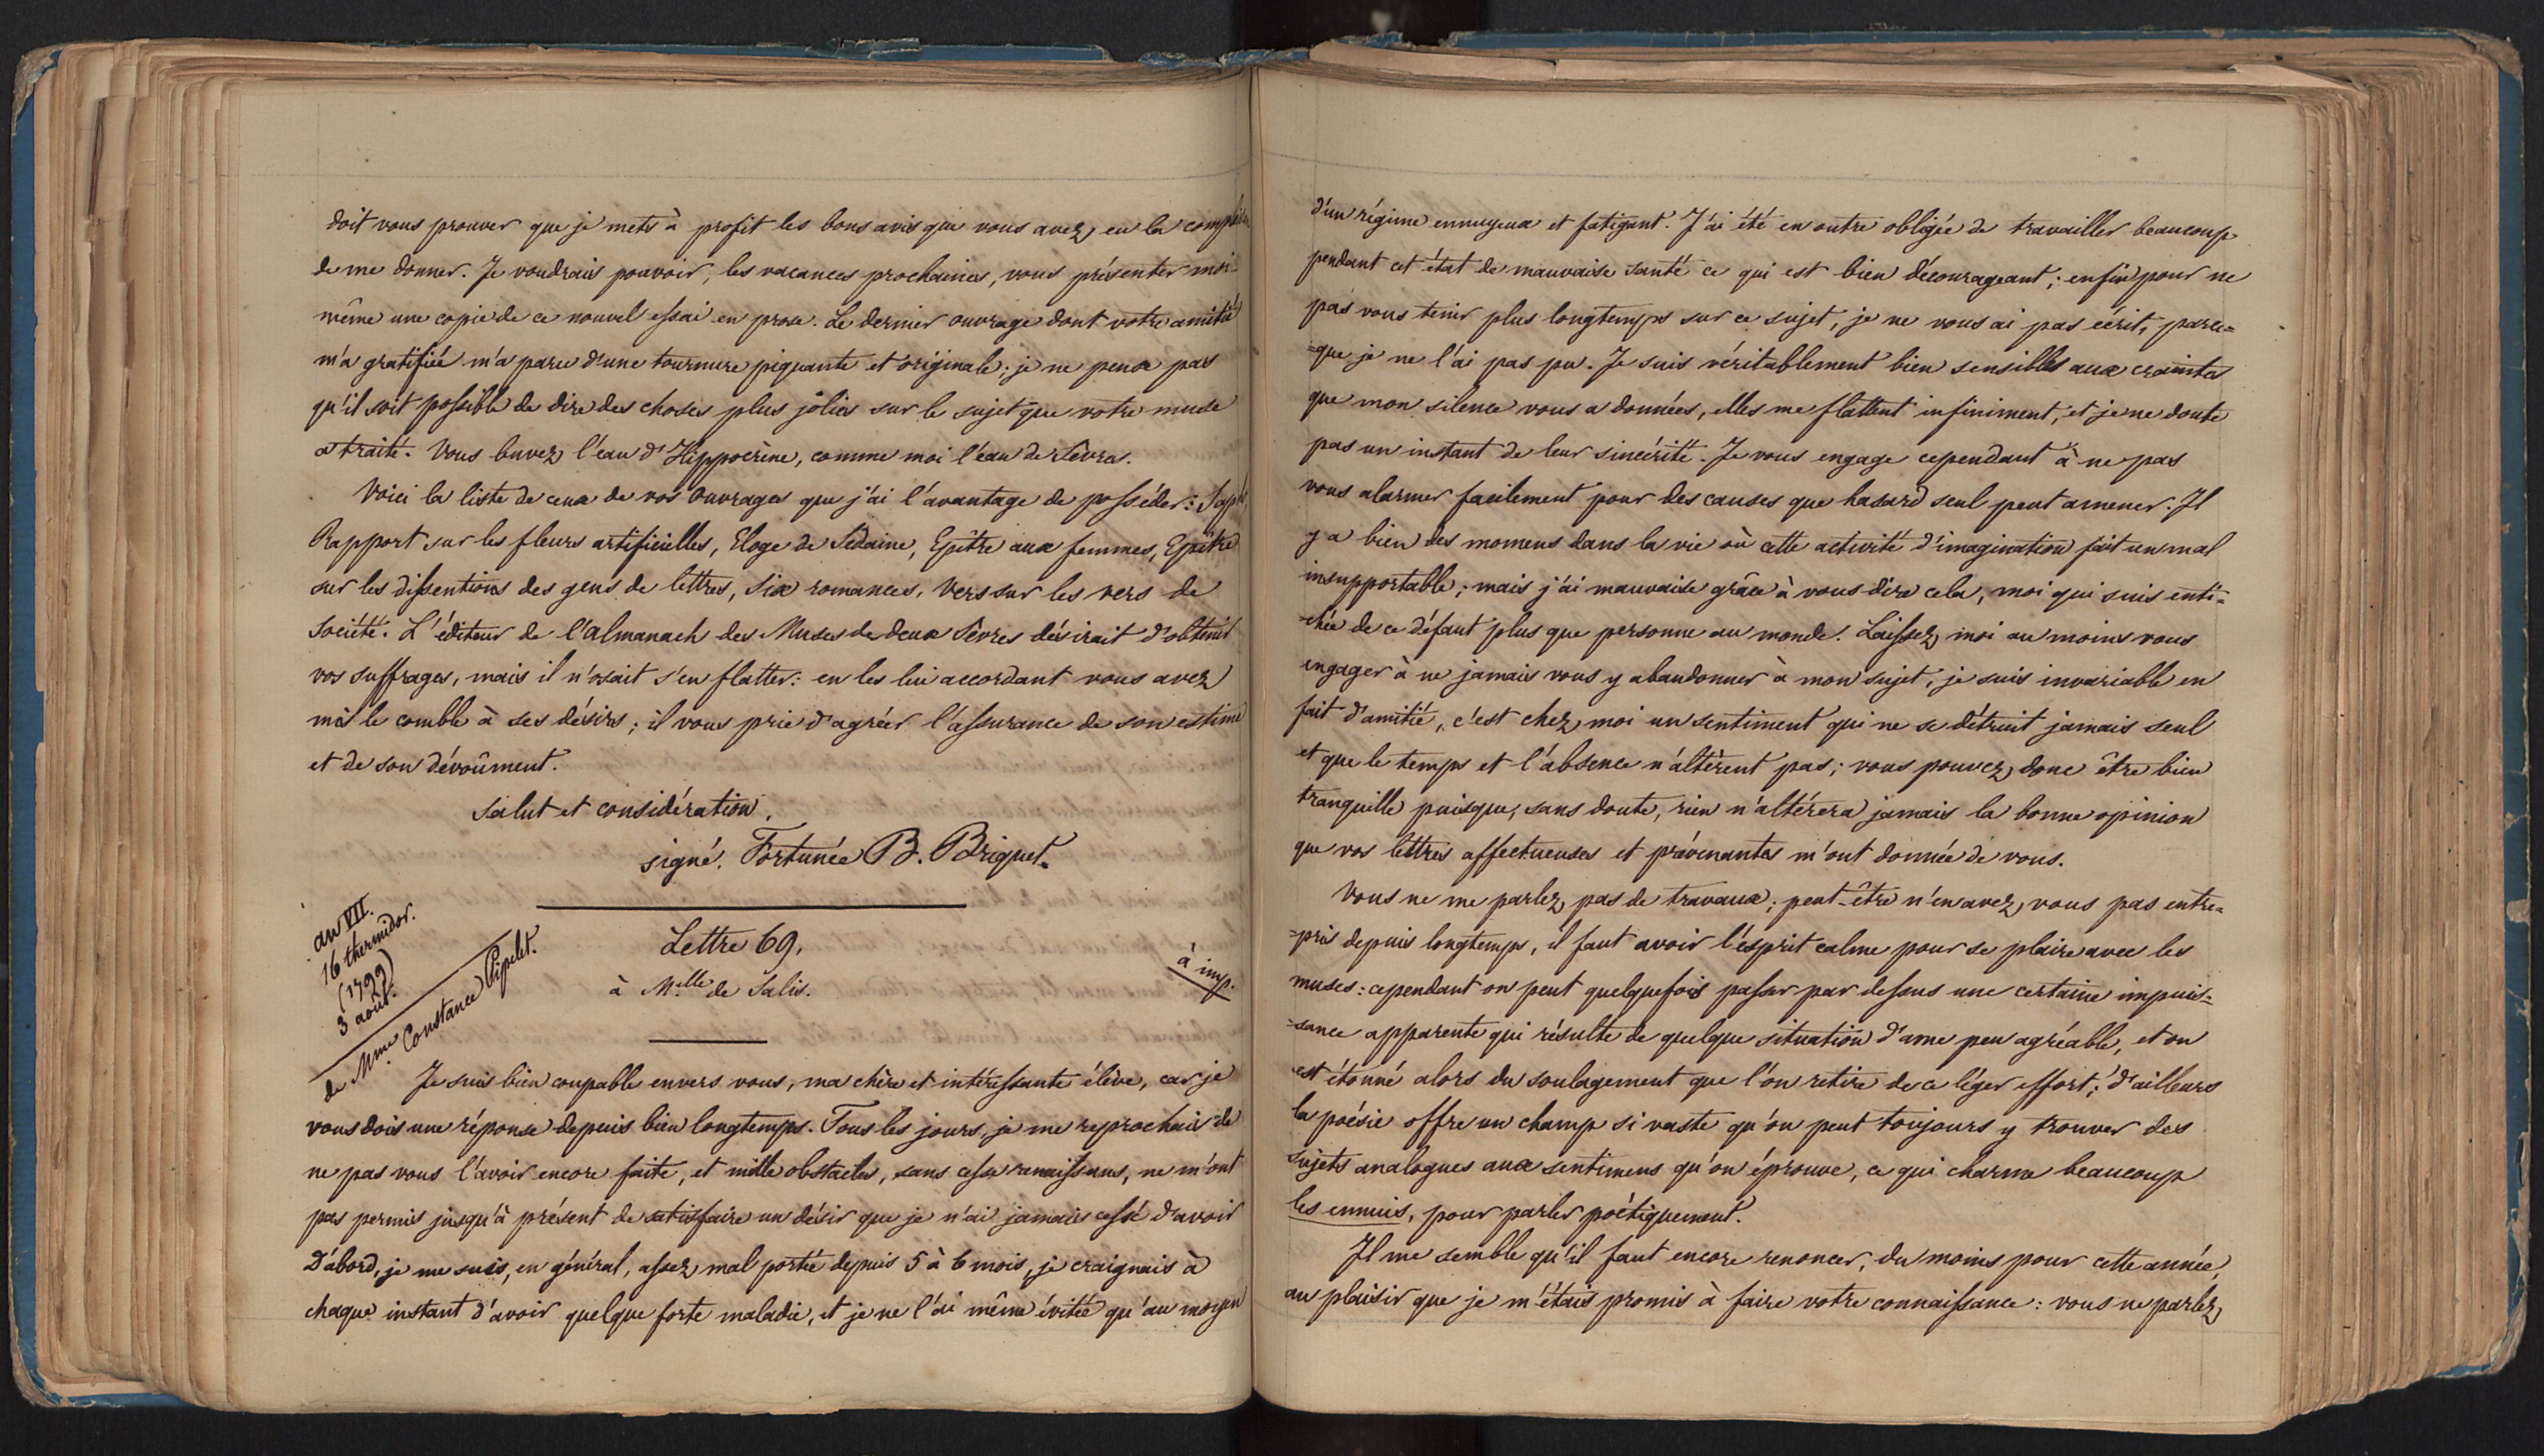 doit vous prouver que je mets à profit les bons avis que vous avez eu la
de me donner. Je voudrais pouvoir, les vacances prochaines, vous présenter moi-
même une copie de ce nouvel essai en prose. Le dernier ouvrage dont votre amitié
m'a gratifiée m'a paru d'une tournure piquante et originale; je ne pense pas
qu'il soit possible de dire des choses plus jolies sur le sujet que votre muse
a traité. Vous buvez l'eau d'Hippocrène, comme moi l'eau de Sèvre.
Voici la liste de ceux de vos ouvrages que j'ai l'avantage de posséder:
Rapport sur les fleurs artificielles, Eloge de Sédaine, Epître aux femmes, Epître
sur les dissentions des gens de lettres, Six romances, Vers sur les vers de
Société. L'éditeur de l'almanach des Muses de deux Sèvres désirait d'obtenir
vos suffrages, mais il n'osait s'en flatter: en les lui accordant vous avez
mis le comble à ses désirs; il vous prie d'agréer l'assurance de son estime
et de son dévoûment.
Salut et considération.
signé. Fortunée B. Briquet.
an VII.
16 thermidor.
(1799)
3 août.
de Mme Constance Pipelet.
Lettre 69.
à Melle de Salis.
à imp.
Je suis bien coupable envers vous, ma chère et intéressante élève, car je
vous dois une réponse depuis bien longtemps. Tous les jours, je me reprochais de
ne pas vous l'avoir encore faite, et mille obstacles, sans cesse renaissans, ne m'ont
pas permis jusqu'à présent de satisfaire un désir que je n'ai jamais cessé d'avoir
D'abord, je me suis, en général, assez mal portée depuis 5 à 6 mois, je craignais à
chaque instant d'avoir quelque forte maladie, et je ne l'ai même évitée qu'au moyen
d'un régime ennuyeux et fatigant. J'ai été en outre obligée de travailler beaucoup
pendant cet état de mauvaise santé ce qui est bien décourageant; enfin pour ne
pas vous tenir plus longtemps sur ce sujet, je ne vous ai pas écrit, parce=
=que je ne l'ai pas pu. Je suis véritablement bien sensible aux craintes
que mon silence vous a données, elles me flattent infiniment, et je ne doute
pas un instant de leur sincérité. Je vous engage cependant à ne pas
vous alarmer facilement pour des causes que hasard seul peut amener. Il
y a bien des momens dans la vie où cette activité d'imagination fait un mal
insupportable; mais j'ai mauvaise grâce à vous dire cela, moi qui suis enti=
=chée de ce défaut plus que personne au monde. Laissez moi au moins vous
engager à ne jamais vous y abandonner à mon sujet, je suis invariable en
fait d'amitié, c'est chez moi un sentiment qui ne se détruit jamais seul
et que le temps et l'absence n'altèrent pas; vous pouvez donc être bien
tranquille puisque, sans doute, rien n'altérera jamais la bonne opinion
que vos lettres affectueuses et prévenantes m'ont donnée de vous.
Vous ne me parlez pas de travaux; peut-être n'en avez vous pas entre=
=pris depuis longtemps, il faut avoir l'esprit calme pour se plaire avec les
muses: cependant on peut quelquefois passer par dessus une certaine impuis=
=sance apparente qui résulte de quelque situation d'ame peu agréable, et on
est étonné alors du soulagement que l'on retire de ce léger effort; d'ailleurs
la poésie offre un champ si vaste qu'on peut toujours y trouver des
sujets analogues aux sentimens qu'on éprouve, ce qui charme beaucoup
les ennuis, pour parler poétiquement.
Il me semble qu'il faut encore renoncer, du moins pour cette année,
au plaisir que je m'étais promis à faire votre connaissance: vous ne parlez